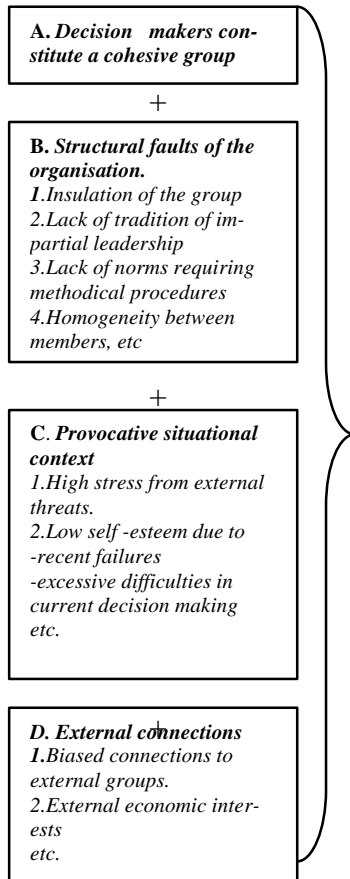 A. Decision makers con-
stitute a cohesive group
+
B. Structural faults of the
organisation.
1.Insulation of the group
2.Lack of tradition of im-
partial leadership
3.Lack of norms requiring
methodical procedures
4.Homogeneity between
members, etc
+
C. Provocative situational
context
1.High stress from external
threats.
2.Low self -esteem due to
-recent failures
-excessive difficulties in
current decision making
etc.
+
D. External connections
1.Biased connections to
external groups.
2.External economic inter-
ests
etc.